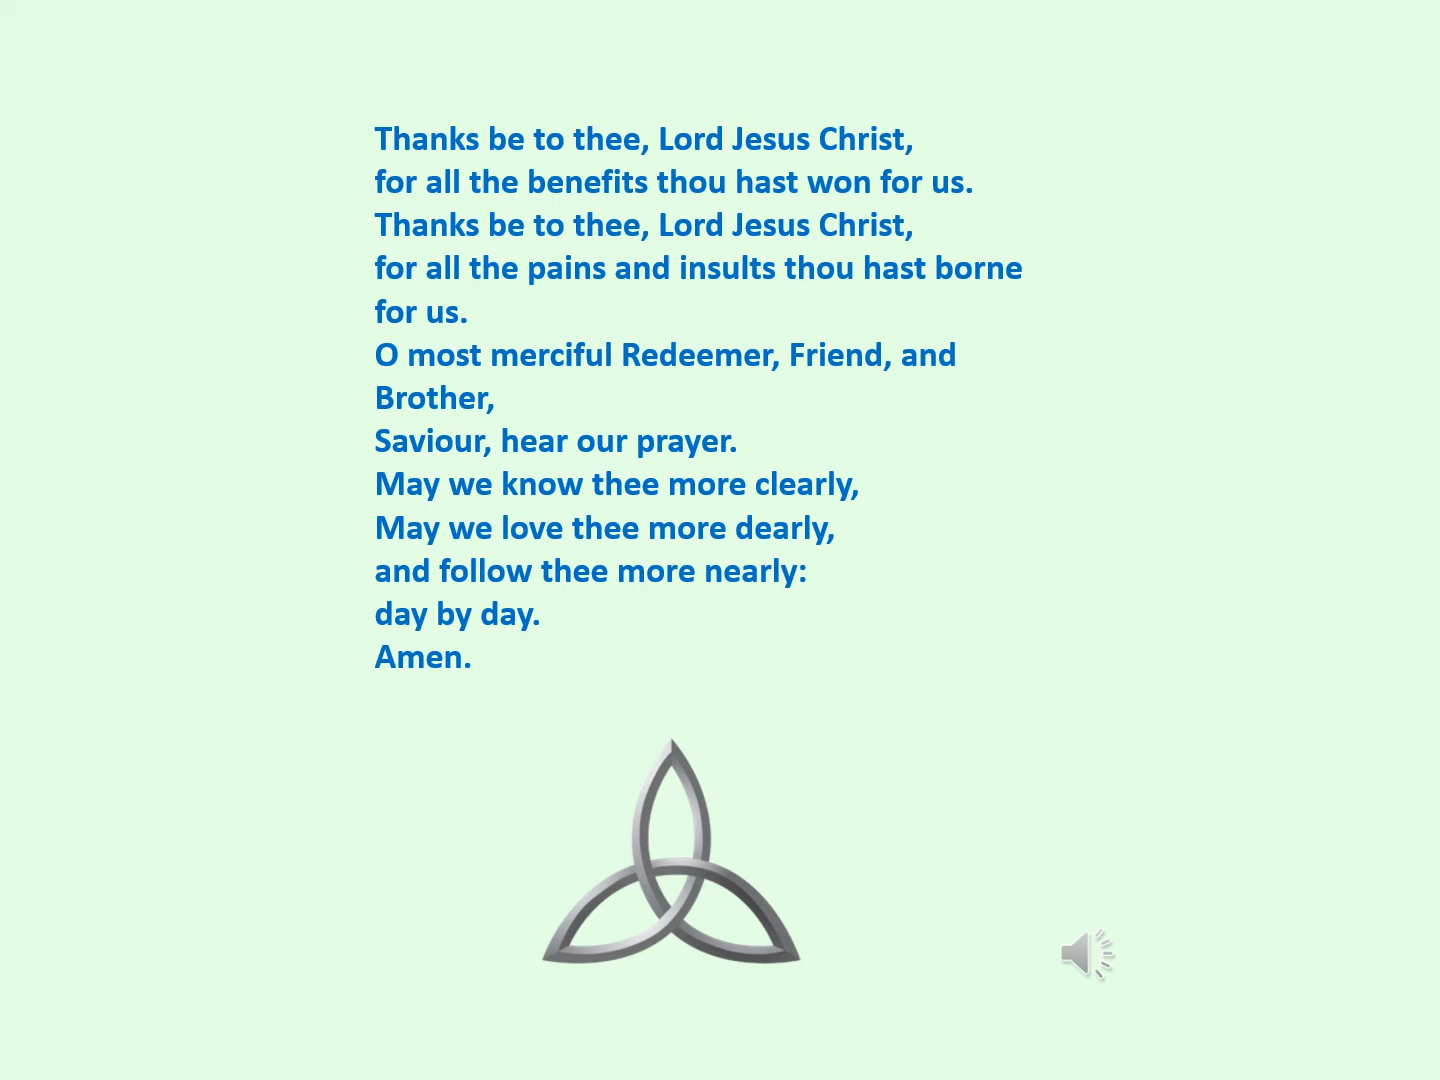 Thanks be to thee, Lord Jesus Christ,
for all the benefits thou hast won for us.
Thanks be to thee, Lord Jesus Christ,
for all the pains and insults thou hast borne
for us.
O most merciful Redeemer, Friend, and
Brother,
Saviour, hear our prayer.
May we know thee more clearly,
May we love thee more dearly,
and follow thee more nearly:
day by day.
Amen.